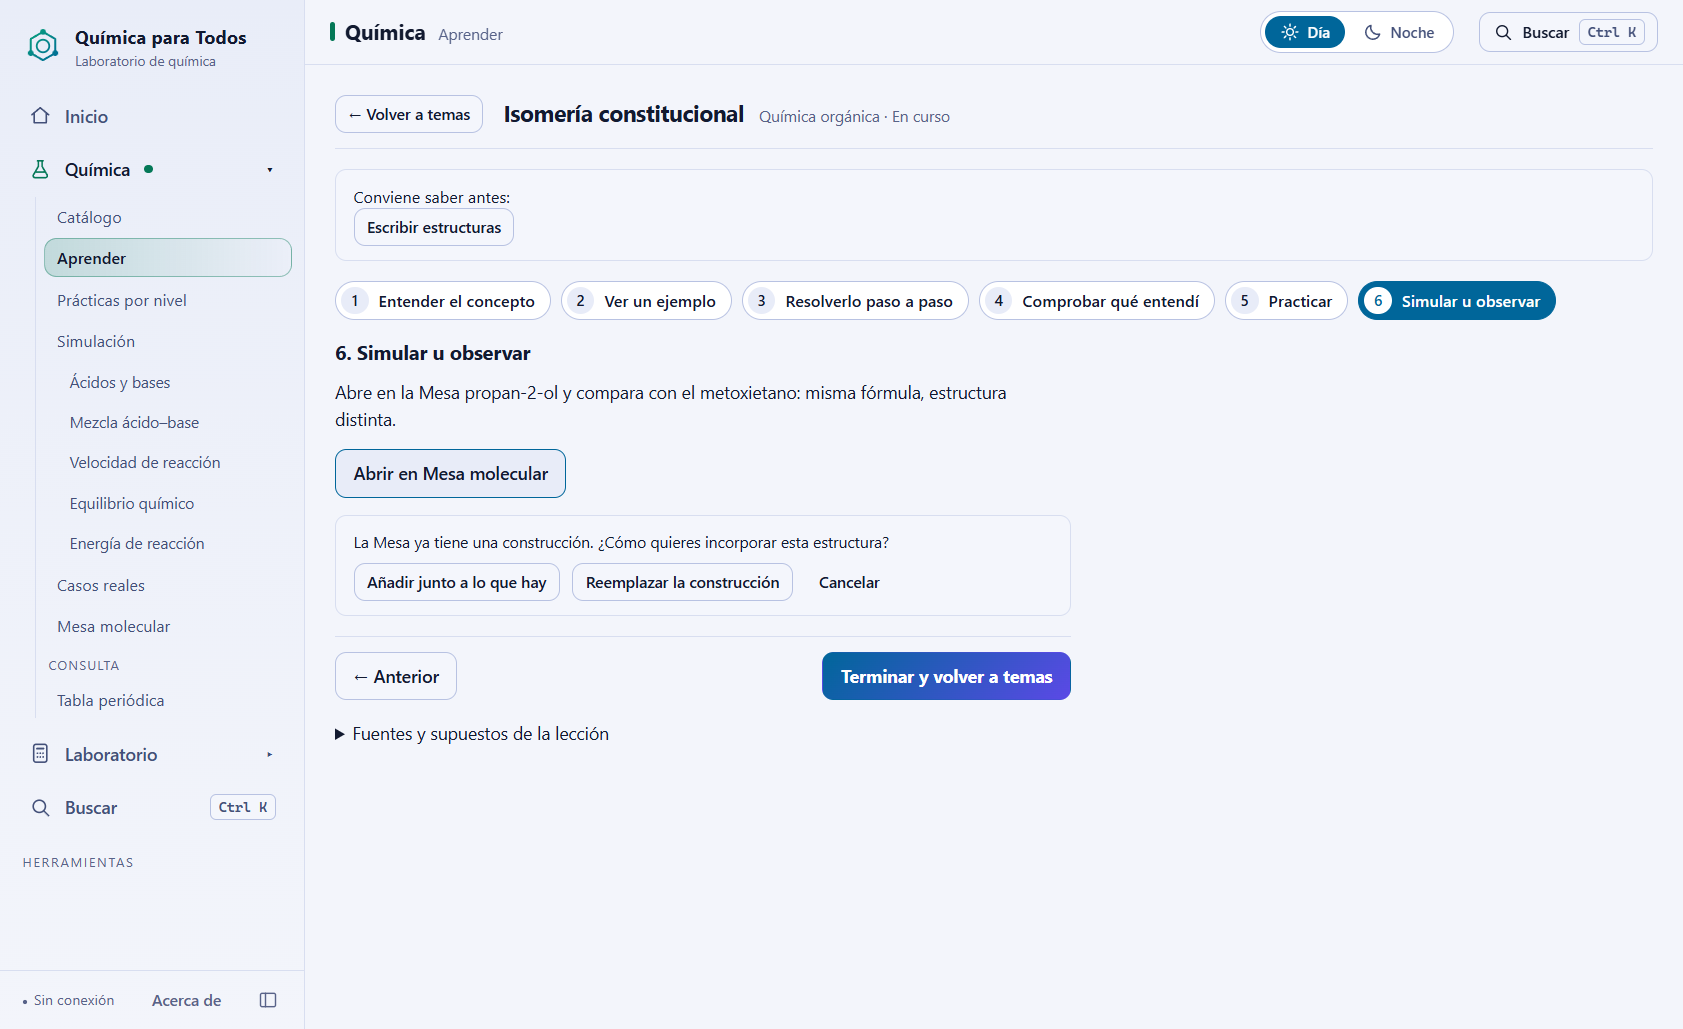 Química para Todos
Laboratorio de química
Inicio
Química
Catálogo
Aprender
Prácticas por nivel
Simulación
Ácidos y bases
Mezcla ácido–base
Velocidad de reacción
Equilibrio químico
Energía de reacción
Casos reales
Mesa molecular
CONSULTA
Tabla periódica
Laboratorio
Buscar Ctrl K
HERRAMIENTAS
Sin conexión Acerca de
Química Aprender
Día Noche
Buscar Ctrl K
← Volver a temas
Isomería constitucional
Química orgánica · En curso
Conviene saber antes:
Escribir estructuras
1 Entender el concepto
2 Ver un ejemplo
3 Resolverlo paso a paso
4 Comprobar qué entendí
5 Practicar
6 Simular u observar
6. Simular u observar
Abre en la Mesa propan-2-ol y compara con el metoxietano: misma fórmula, estructura
distinta.
Abrir en Mesa molecular
La Mesa ya tiene una construcción. ¿Cómo quieres incorporar esta estructura?
Añadir junto a lo que hay
Reemplazar la construcción
Cancelar
← Anterior
Terminar y volver a temas
Fuentes y supuestos de la lección